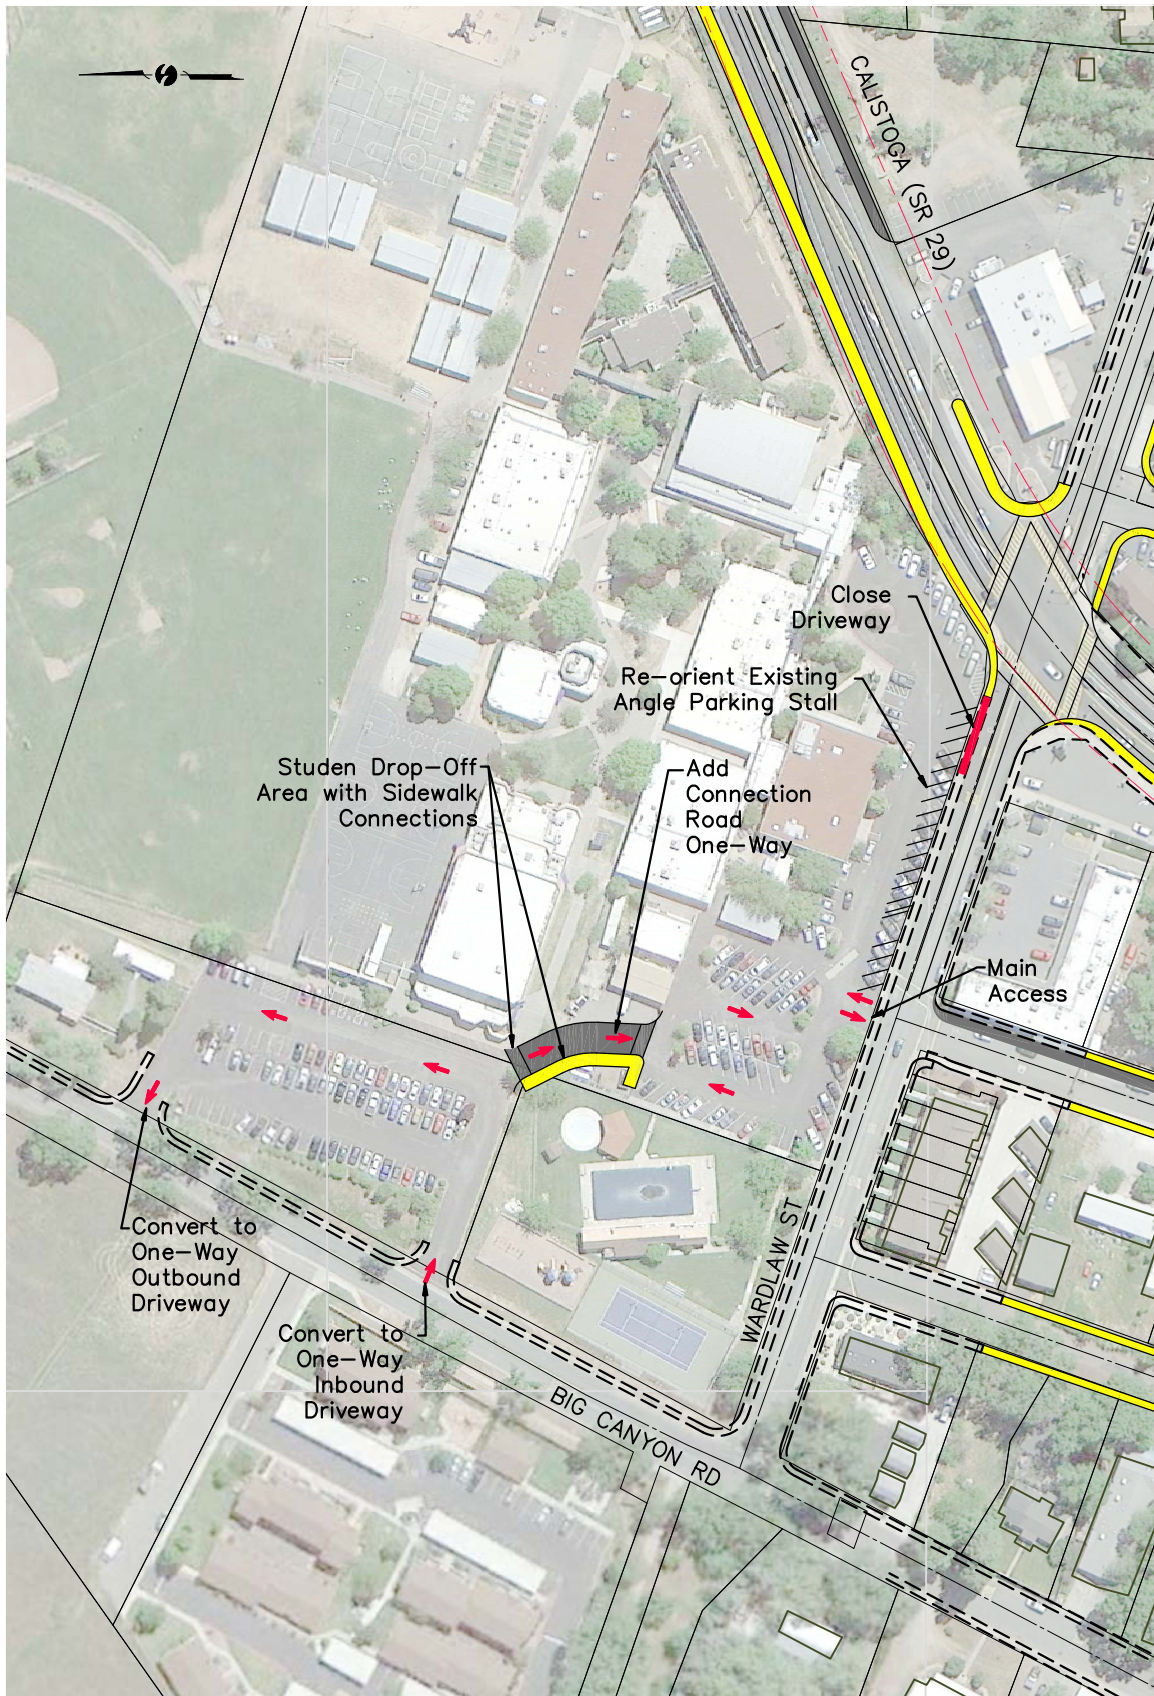 CALISTOGA (SR 29)
Close
Driveway
Re-orient Existing
Angle Parking Stall
Studen Drop-Off
Area with Sidewalk
Connections
Add
Connection
Road
One-Way
Main
Access
Convert to
One-Way
Outbound
Driveway
Convert to
One-Way
Inbound
Driveway
WARDLAW ST
BIG CANYON RD